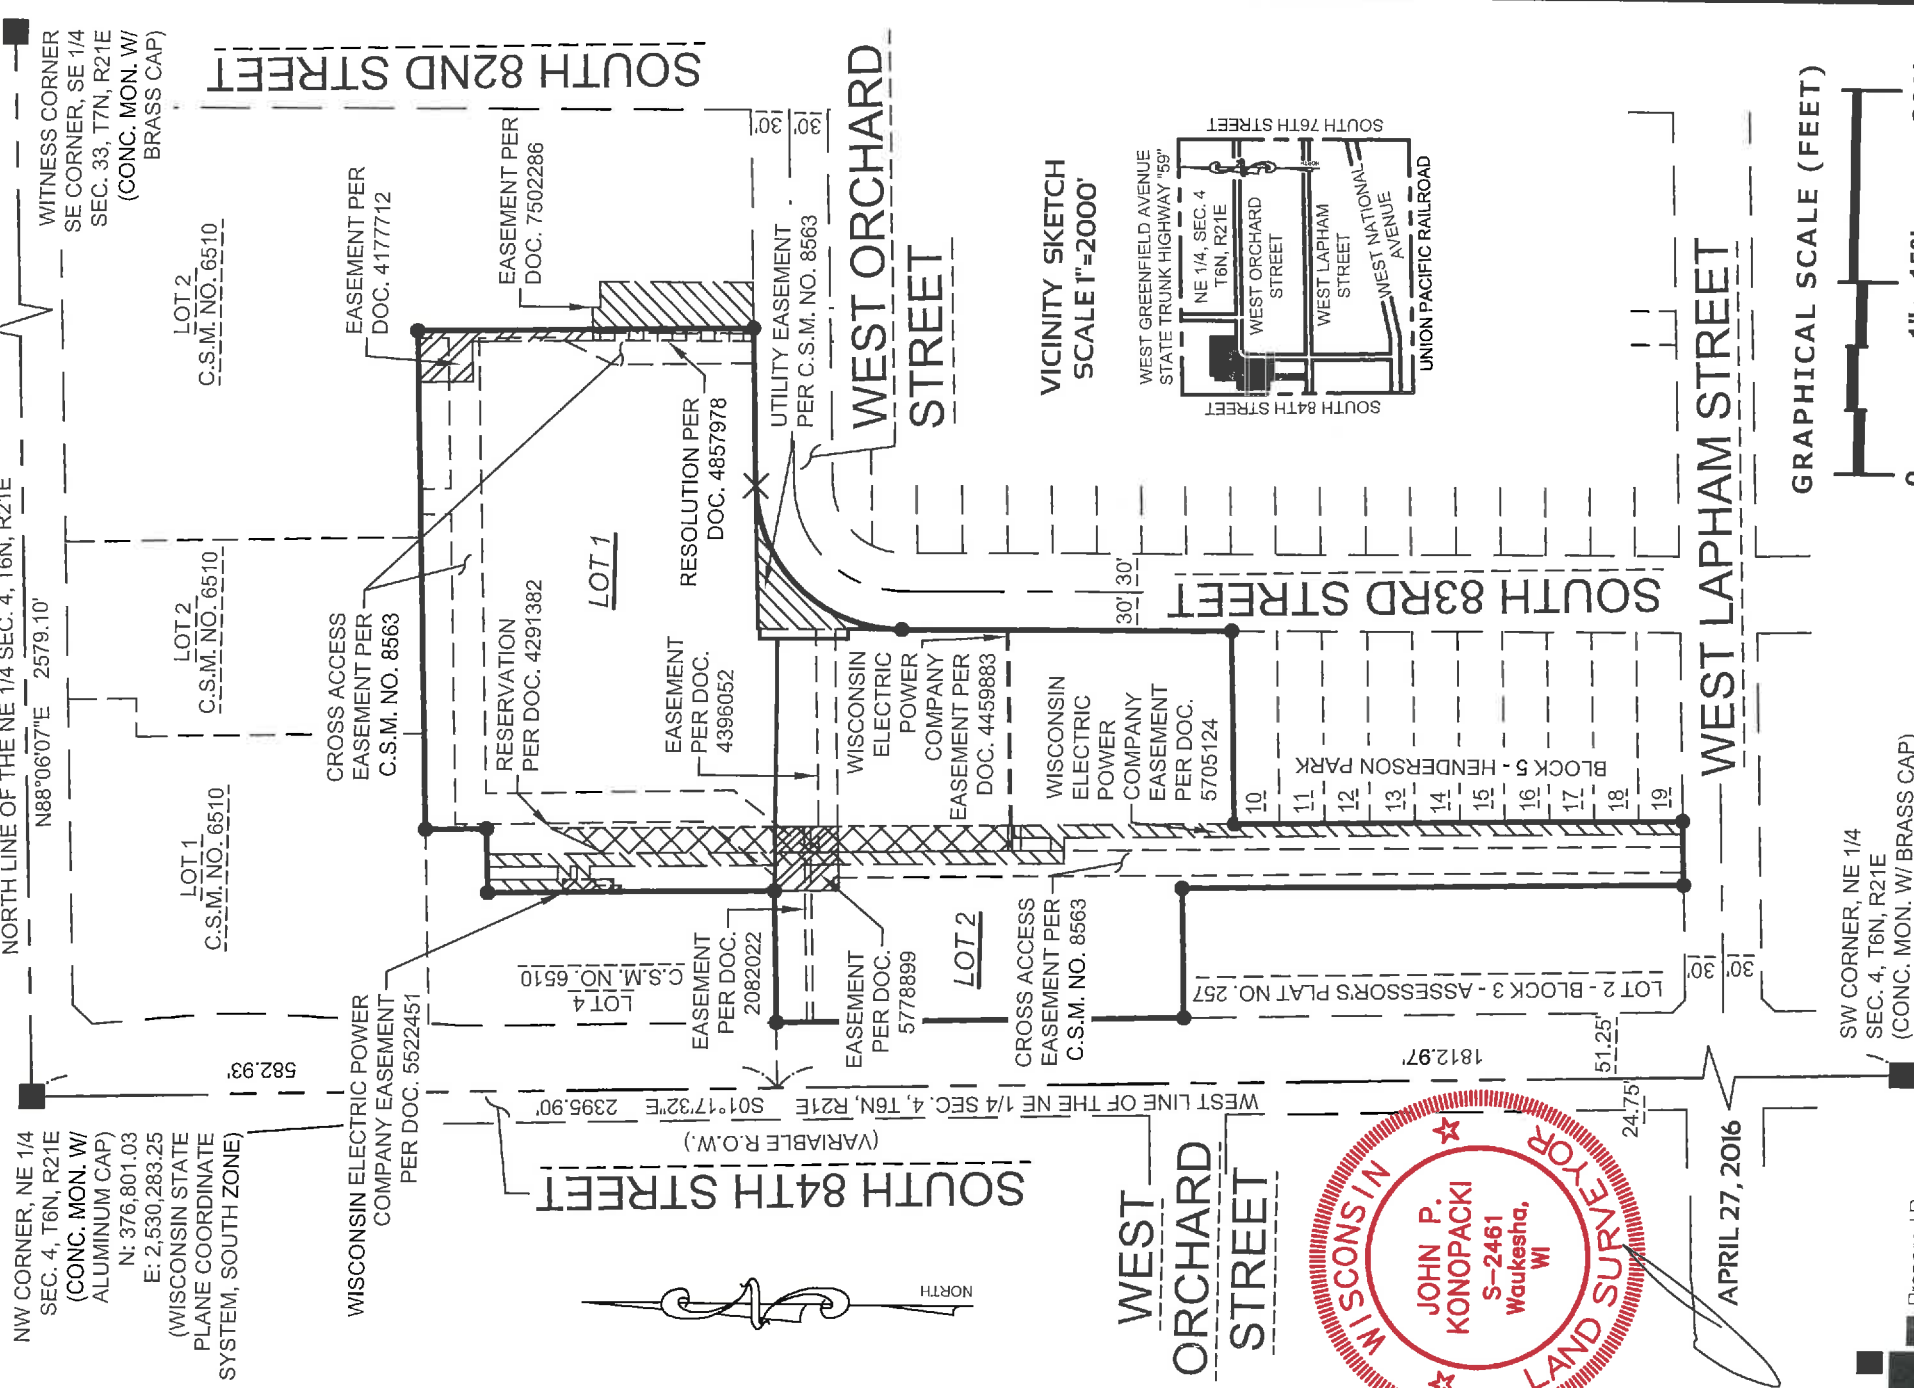 NORTH LINE OF THE NE 1/4 SEC. 4, T6N, R21E
N88°06'07"E 2579.10'
WITNESS CORNER
SE CORNER, SE 1/4
SEC. 33, T7N, R21E
(CONC. MON. W/
BRASS CAP)
SOUTH 82ND STREET
LOT 2
C.S.M. NO. 6510
LOT 2
C.S.M. NO. 6510
LOT 1
C.S.M. NO. 6510
EASEMENT PER
DOC. 4177712
EASEMENT PER
DOC. 7502286
UTILITY EASEMENT
PER C.S.M. NO. 8563
30'
30'
WEST ORCHARD
STREET
CROSS ACCESS
EASEMENT PER
C.S.M. NO. 8563
LOT 1
RESOLUTION PER
DOC. 4857978
RESERVATION
PER DOC. 4291382
EASEMENT
PER DOC.
4396052
WISCONSIN
ELECTRIC
POWER
COMPANY
EASEMENT PER
DOC. 4459883
WISCONSIN
ELECTRIC
POWER
COMPANY
EASEMENT
PER DOC.
5705124
30'
30'
SOUTH 83RD STREET
BLOCK 5 - HENDERSON PARK
10
11
12
13
14
15
16
17
18
19
WEST LAPHAM STREET
30'
30'
VICINITY SKETCH
SCALE 1"=2000'
WEST GREENFIELD AVENUE
STATE TRUNK HIGHWAY "59"
NE 1/4, SEC. 4
T6N, R21E
WEST ORCHARD
STREET
WEST LAPHAM
STREET
WEST NATIONAL
AVENUE
UNION PACIFIC RAILROAD
SOUTH 76TH STREET
SOUTH 84TH STREET
NORTH
GRAPHICAL SCALE (FEET)
0
1"
150'
LOT 4
C.S.M. NO. 6510
EASEMENT
PER DOC.
2082022
EASEMENT
PER DOC.
5778899
LOT 2
CROSS ACCESS
EASEMENT PER
C.S.M. NO. 8563
LOT 2 - BLOCK 3 - ASSESSOR'S PLAT NO. 257
WISCONSIN ELECTRIC POWER
COMPANY EASEMENT
PER DOC. 5522451
582.93'
1812.97'
51.25'
24.75'
WEST LINE OF THE NE 1/4 SEC. 4, T6N, R21E S01°17'32"E 2395.90'
(VARIABLE R.O.W.)
SOUTH 84TH STREET
NW CORNER, NE 1/4
SEC. 4, T6N, R21E
(CONC. MON. W/
ALUMINUM CAP)
N: 376,801.03
E: 2,530,283.25
(WISCONSIN STATE
PLANE COORDINATE
SYSTEM, SOUTH ZONE)
NORTH
WEST
ORCHARD
STREET
SW CORNER, NE 1/4
SEC. 4, T6N, R21E
(CONC. MON. W/ BRASS CAP)
WISCONSIN
JOHN P.
KONOPACKI
S-2461
Waukesha,
WI
LAND SURVEYOR
APRIL 27, 2016